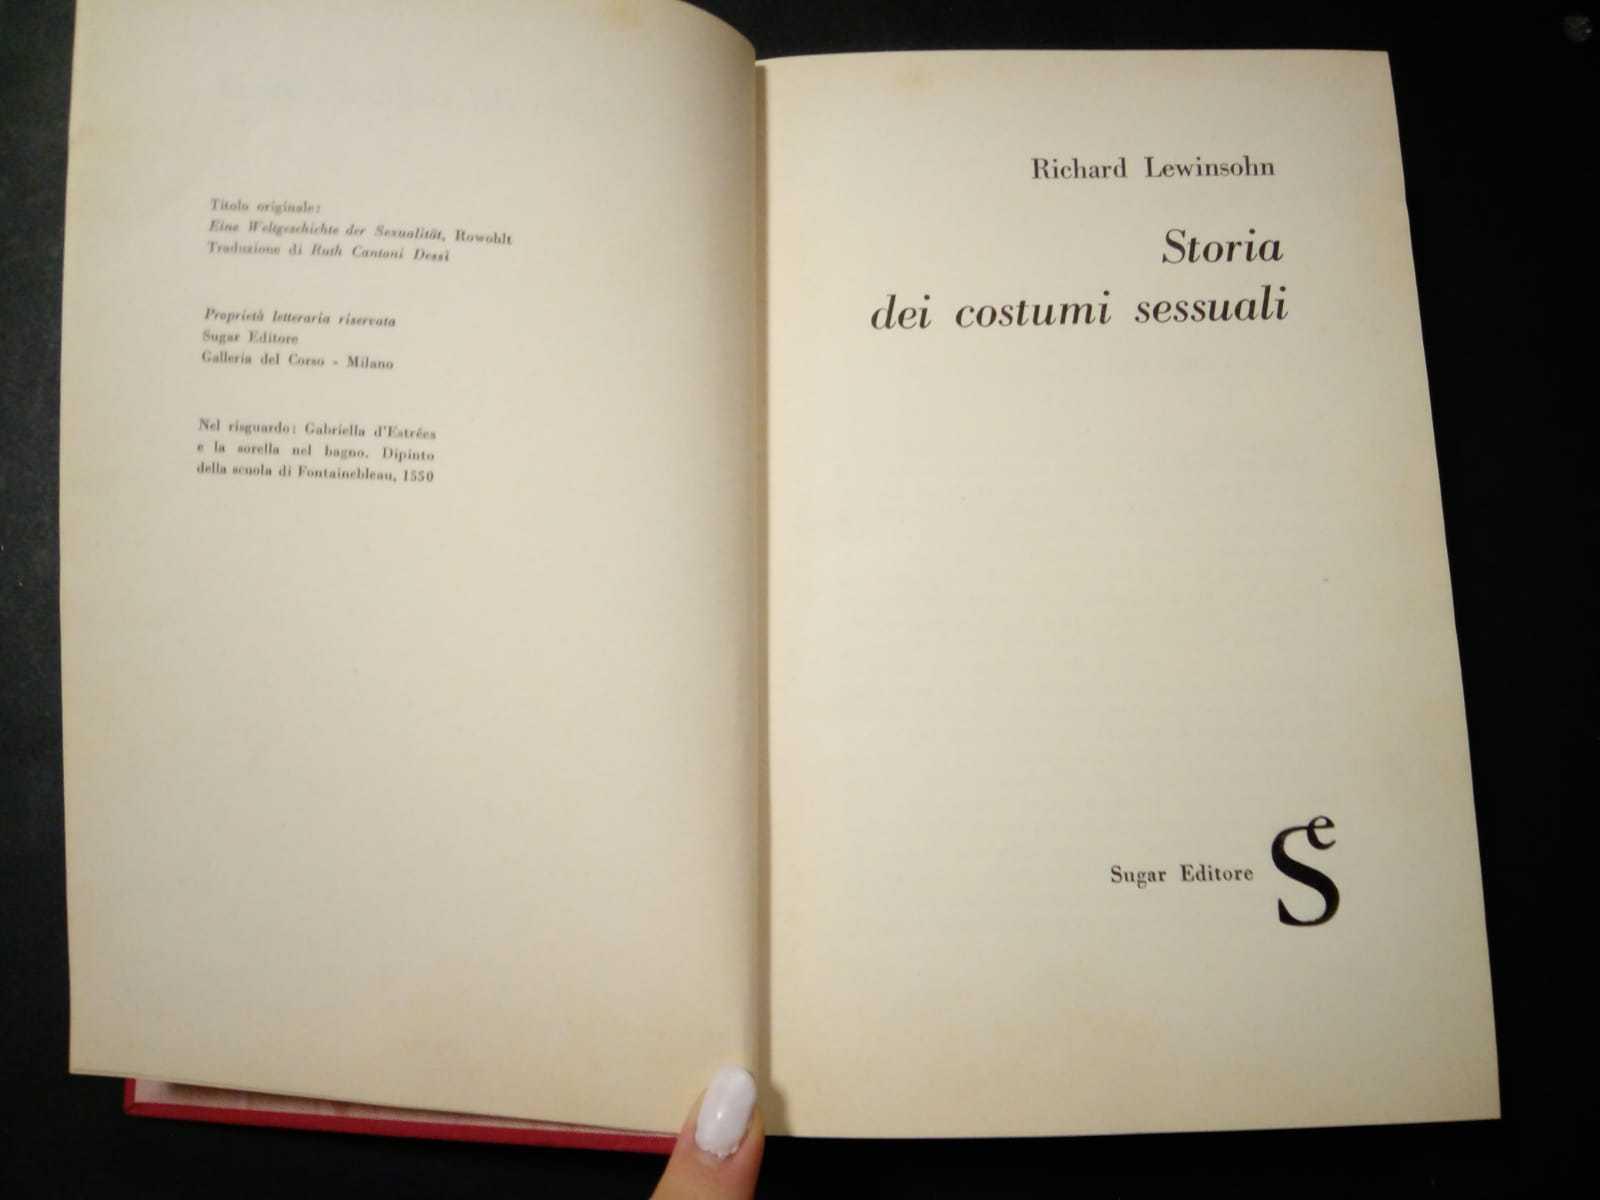 Titolo originale:
Eine Weltgeschichte der Sexualität, Rowohlt
Traduzione di Ruth Cantoni Dessì
Proprietà letteraria riservata
Sugar Editore
Galleria del Corso - Milano
Nel risguardo: Gabriella d'Estrées
e la sorella nel bagno. Dipinto
della scuola di Fontainebleau, 1550
Richard Lewinsohn
Storia
dei costumi sessuali
Sugar Editore
Se